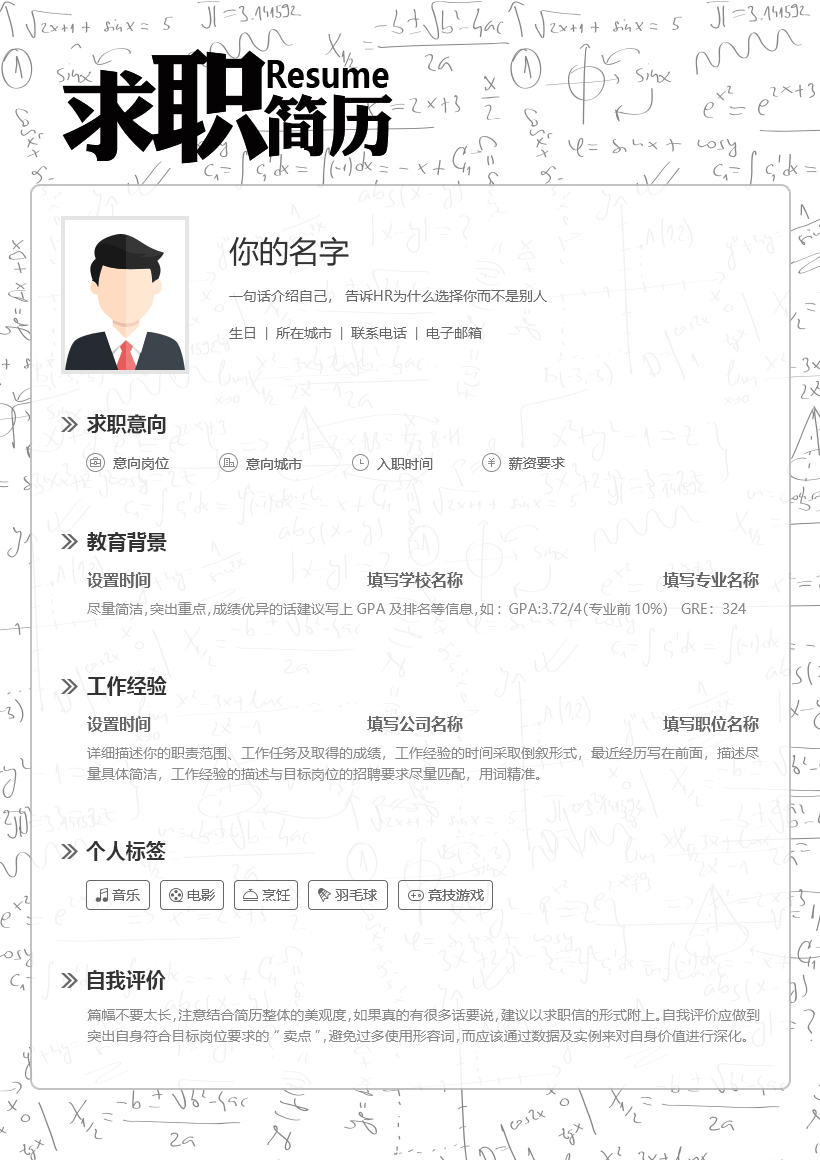 求职 Resume
简历
你的名字
一句话介绍自己， 告诉HR为什么选择你而不是别人
生日 | 所在城市 | 联系电话 | 电子邮箱
求职意向
意向岗位 意向城市 入职时间 薪资要求
教育背景
设置时间 填写学校名称 填写专业名称
尽量简洁，突出重点，成绩优异的话建议写上 GPA 及排名等信息，如：GPA:3.72/4（专业前 10%） GRE：324
工作经验
设置时间 填写公司名称 填写职位名称
详细描述你的职责范围、工作任务及取得的成绩，工作经验的时间采取倒叙形式，最近经历写在前面，描述尽
量具体简洁，工作经验的描述与目标岗位的招聘要求尽量匹配，用词精准。
个人标签
音乐 电影 烹饪 羽毛球 竞技游戏
自我评价
篇幅不要太长，注意结合简历整体的美观度，如果真的有很多话要说，建议以求职信的形式附上。自我评价应做到
突出自身符合目标岗位要求的“卖点”，避免过多使用形容词，而应该通过数据及实例来对自身价值进行深化。